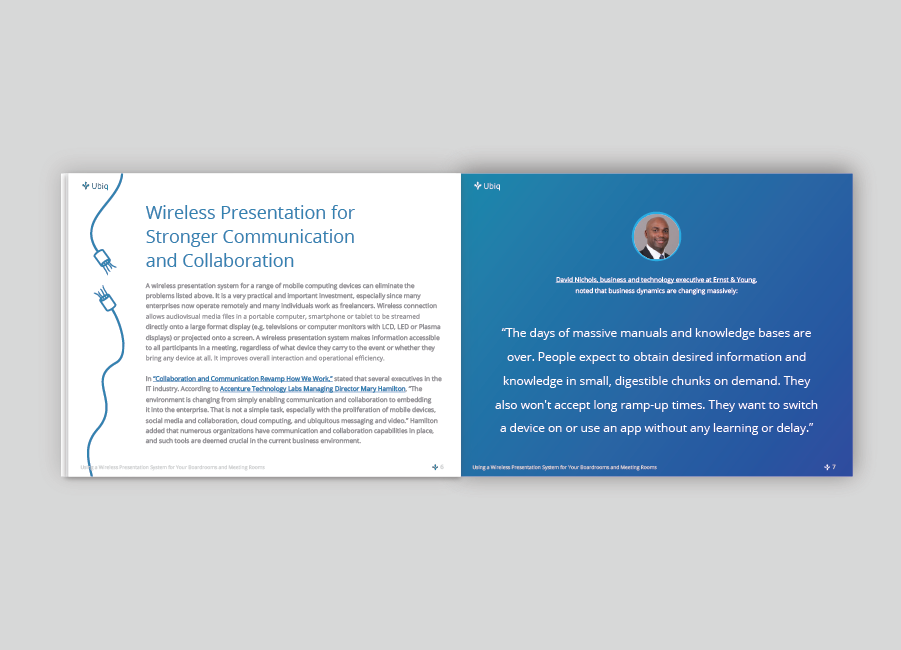 Ubiq
Wireless Presentation for
Stronger Communication
and Collaboration
A wireless presentation system for a range of mobile computing devices can eliminate the
problems listed above. It is a very practical and important investment, especially since many
enterprises now operate remotely and many individuals work as freelancers. Wireless connection
allows audiovisual media files in a portable computer, smartphone or tablet to be streamed
directly onto a large format display (e.g. televisions or computer monitors with LCD, LED or Plasma
displays) or projected onto a screen. A wireless presentation system makes information accessible
to all participants in a meeting, regardless of what device they carry to the event or whether they
bring any device at all. It improves overall interaction and operational efficiency.
In “Collaboration and Communication Revamp How We Work,” stated that several executives in the
IT industry. According to Accenture Technology Labs Managing Director Mary Hamilton, “The
environment is changing from simply enabling communication and collaboration to embedding
it into the enterprise. That is not a simple task, especially with the proliferation of mobile devices,
social media and collaboration, cloud computing, and ubiquitous messaging and video.” Hamilton
added that numerous organizations have communication and collaboration capabilities in place,
and such tools are deemed crucial in the current business environment.
Using a Wireless Presentation System for Your Boardrooms and Meeting Rooms
6
Ubiq
David Nichols, business and technology executive at Ernst & Young,
noted that business dynamics are changing massively:
“The days of massive manuals and knowledge bases are
over. People expect to obtain desired information and
knowledge in small, digestible chunks on demand. They
also won't accept long ramp-up times. They want to switch
a device on or use an app without any learning or delay.”
Using a Wireless Presentation System for Your Boardrooms and Meeting Rooms
7